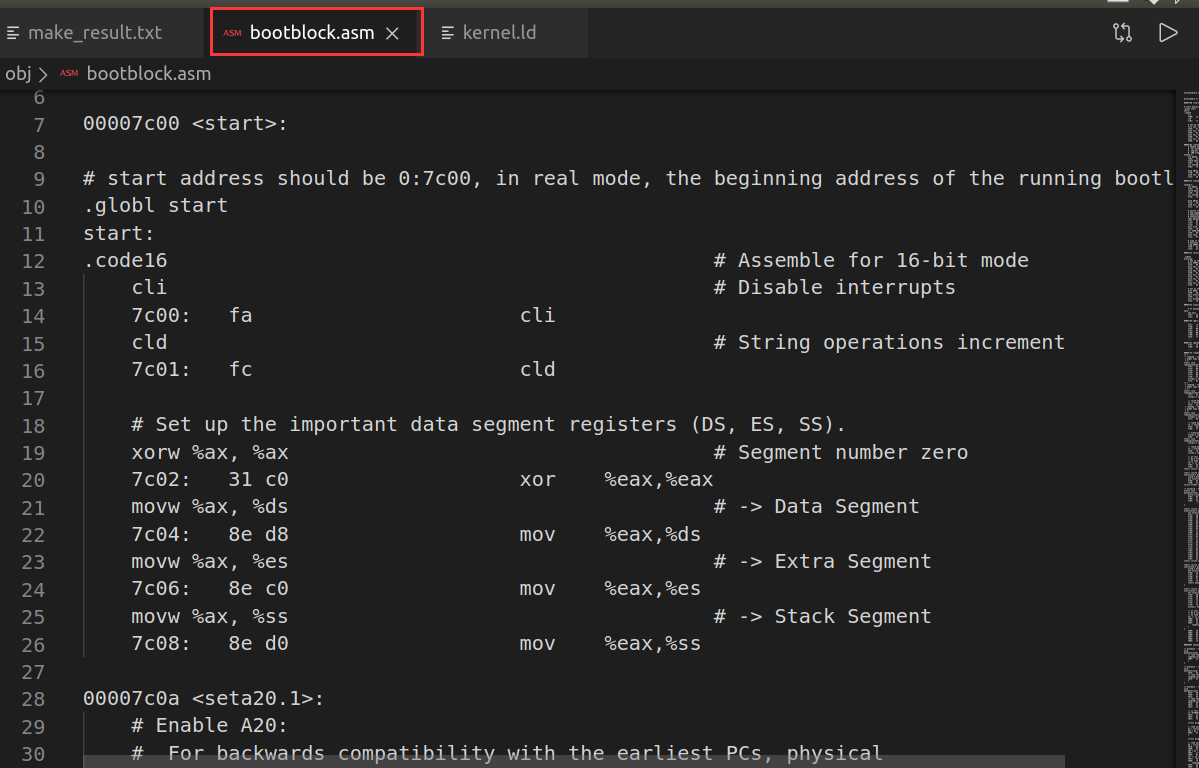 make_result.txt ASM bootblock.asm kernel.ld
obj > ASM bootblock.asm
6
7 00007c00 <start>:
8
9 # start address should be 0:7c00, in real mode, the beginning address of the running bootl
10 .globl start
11 start:
12 .code16 # Assemble for 16-bit mode
13 cli # Disable interrupts
14 7c00: fa cli
15 cld # String operations increment
16 7c01: fc cld
17
18 # Set up the important data segment registers (DS, ES, SS).
19 xorw %ax, %ax # Segment number zero
20 7c02: 31 c0 xor %eax,%eax
21 movw %ax, %ds # -> Data Segment
22 7c04: 8e d8 mov %eax,%ds
23 movw %ax, %es # -> Extra Segment
24 7c06: 8e c0 mov %eax,%es
25 movw %ax, %ss # -> Stack Segment
26 7c08: 8e d0 mov %eax,%ss
27
28 00007c0a <seta20.1>:
29 # Enable A20:
30 # For backwards compatibility with the earliest PCs, physical